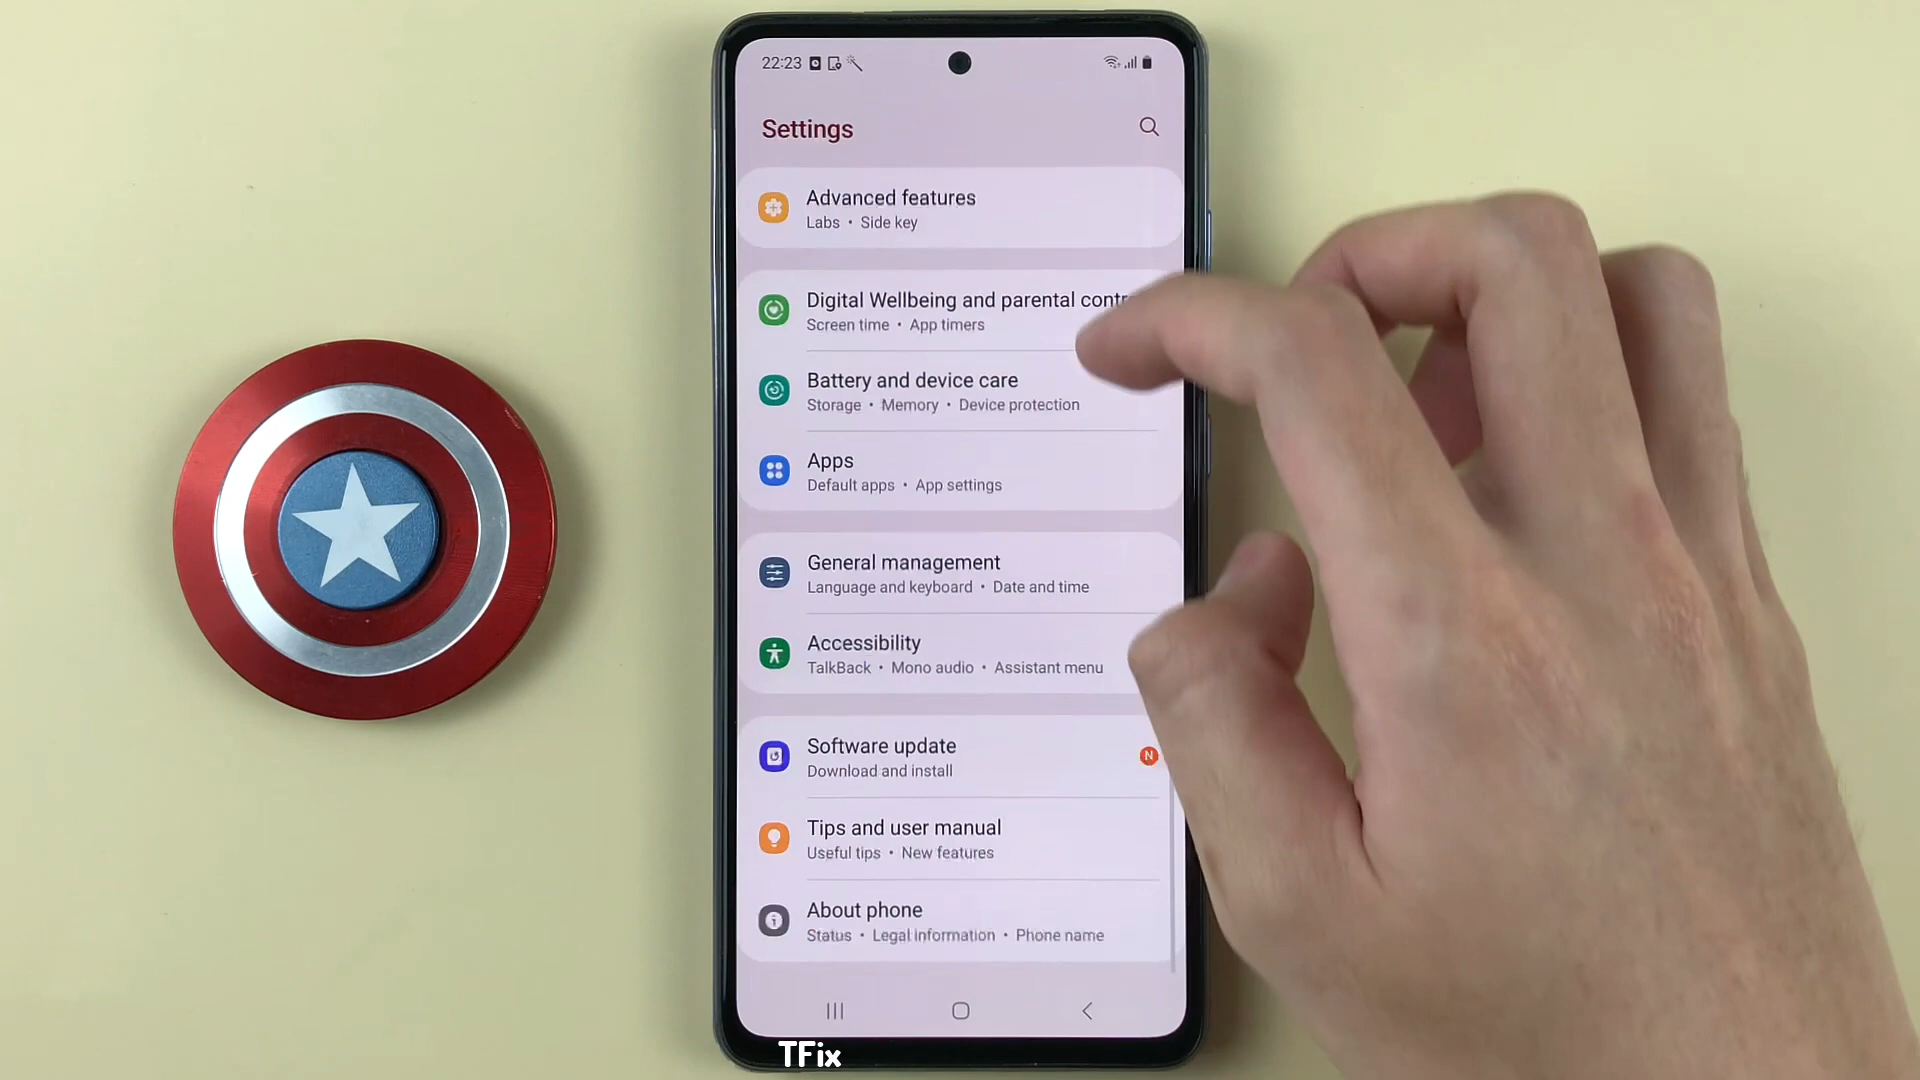 22:23
Settings
Advanced features
Labs • Side key
Digital Wellbeing and parental contr
Screen time • App timers
Battery and device care
Storage • Memory • Device protection
Apps
Default apps • App settings
General management
Language and keyboard • Date and time
Accessibility
TalkBack • Mono audio • Assistant menu
Software update
N
Download and install
Tips and user manual
Useful tips • New features
About phone
Status • Legal information • Phone name
TFix